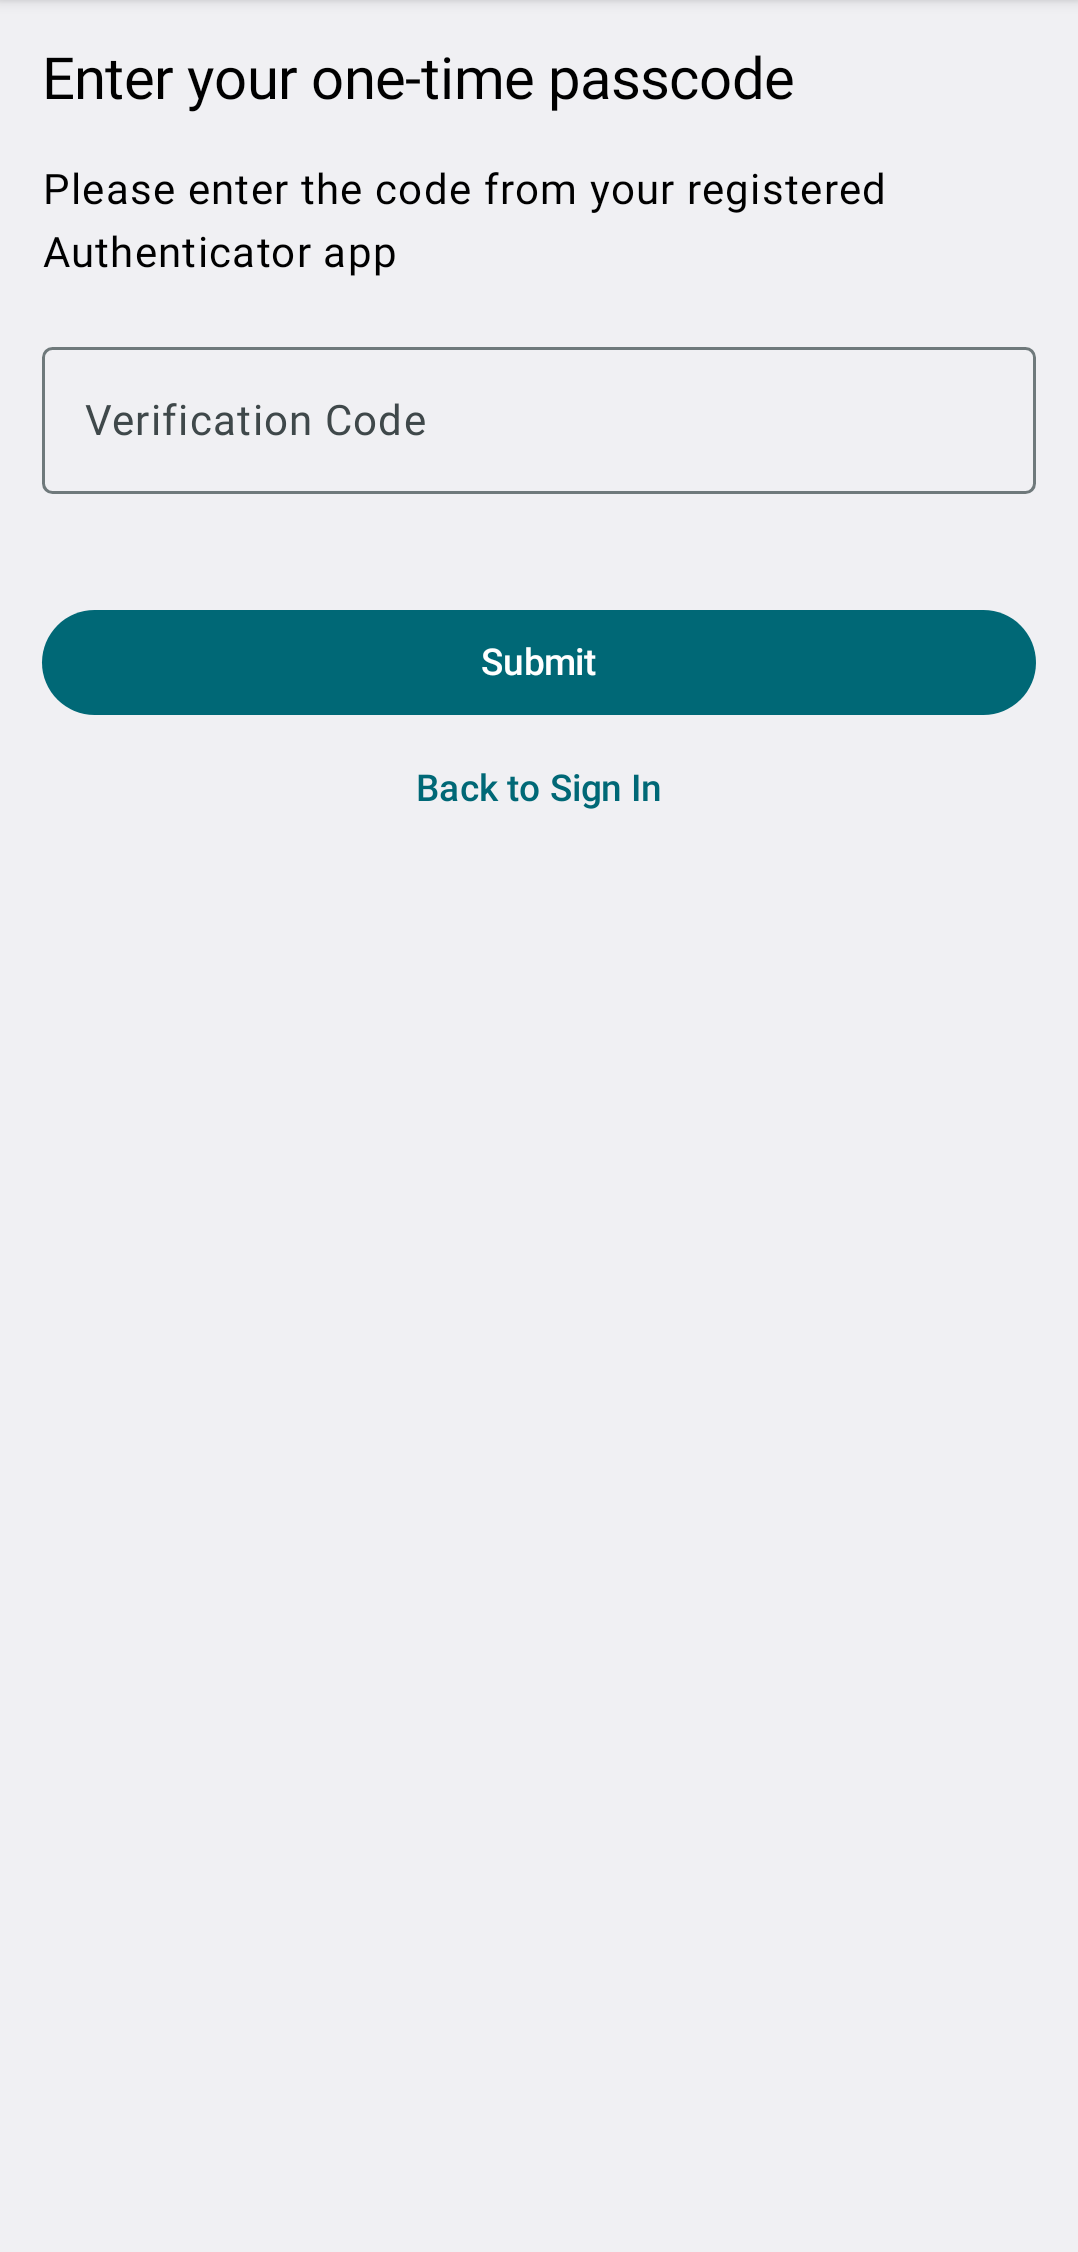 Enter your one-time passcode
Please enter the code from your registered
Authenticator app
Verification Code
Submit
Back to Sign In